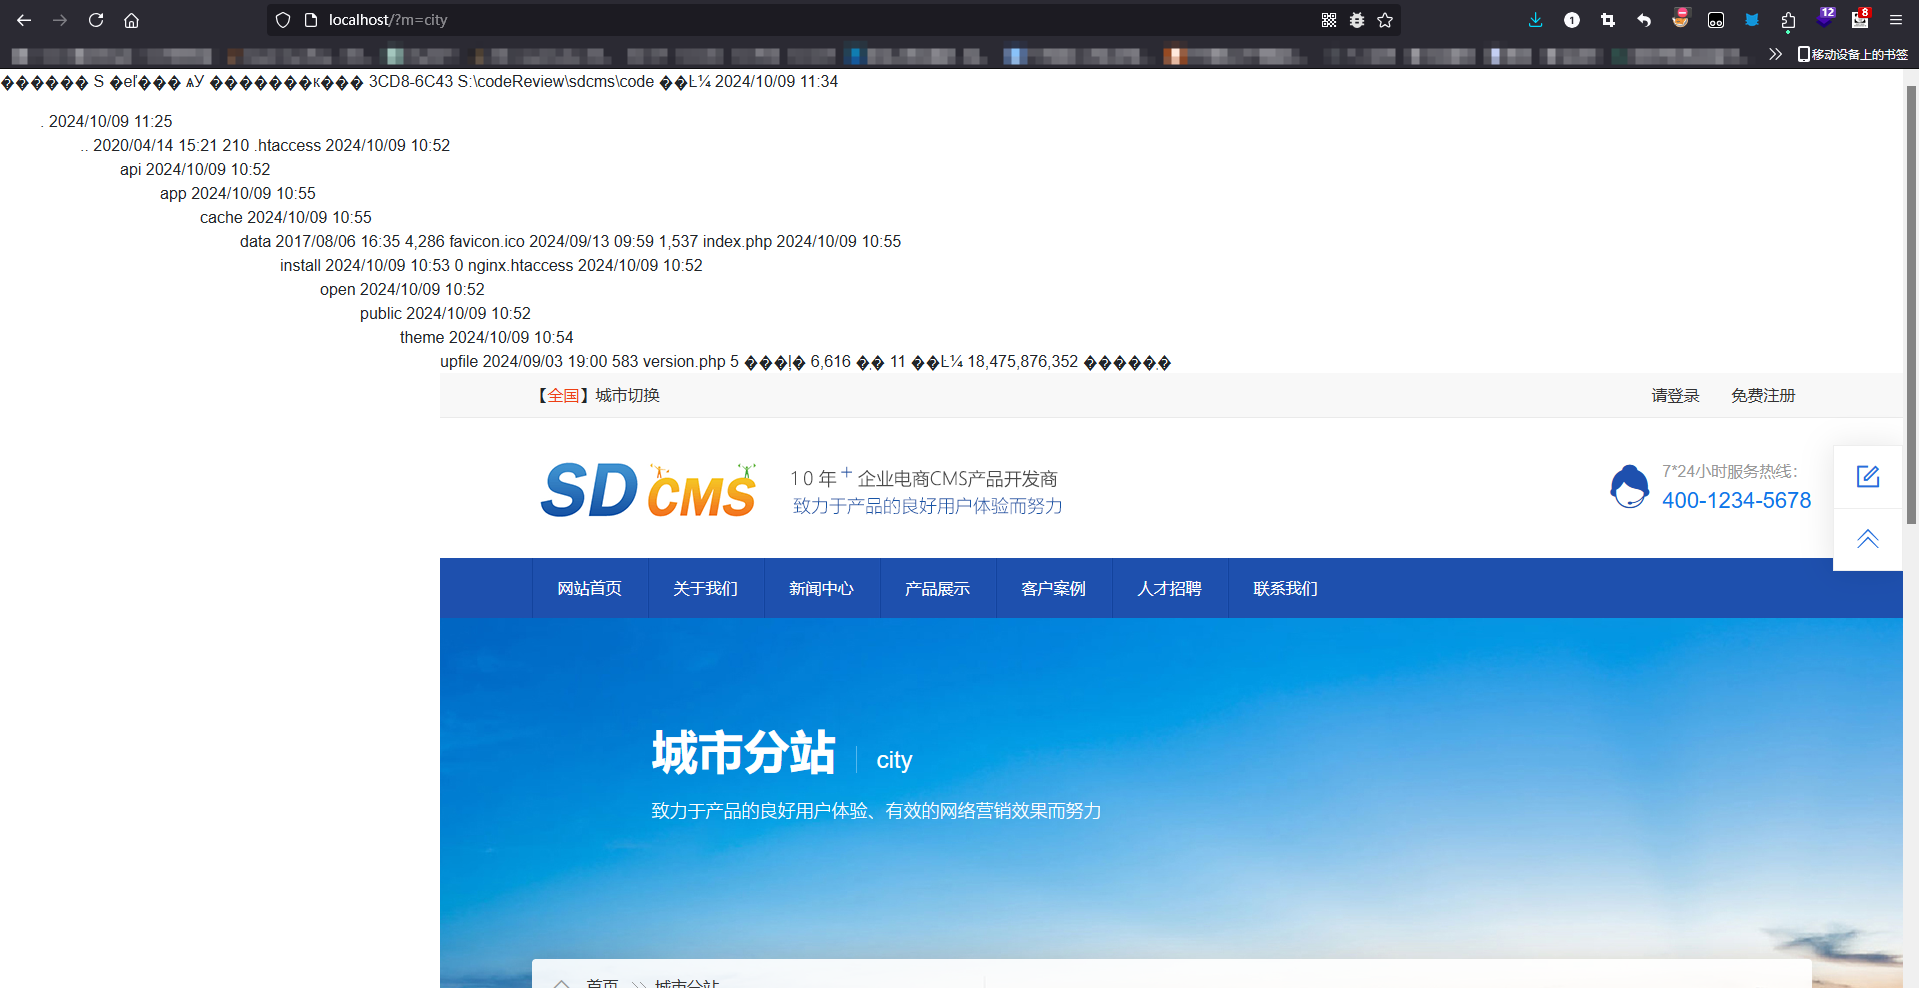 localhost/?m=city
1
12
8
移动设备上的书签
������ S �еľ��� ѧУ �������к��� 3CD8-6C43 S:\codeReview\sdcms\code ��Ŀ¼ 2024/10/09 11:34
. 2024/10/09 11:25
.. 2020/04/14 15:21 210 .htaccess 2024/10/09 10:52
api 2024/10/09 10:52
app 2024/10/09 10:55
cache 2024/10/09 10:55
data 2017/08/06 16:35 4,286 favicon.ico 2024/09/13 09:59 1,537 index.php 2024/10/09 10:55
install 2024/10/09 10:53 0 nginx.htaccess 2024/10/09 10:52
open 2024/10/09 10:52
public 2024/10/09 10:52
theme 2024/10/09 10:54
upfile 2024/09/03 19:00 583 version.php 5 ���ļ� 6,616 �ֽ� 11 ��Ŀ¼ 18,475,876,352 �����ֽ�
【全国】城市切换
请登录 免费注册
SDCMS
10年+企业电商CMS产品开发商
致力于产品的良好用户体验而努力
7*24小时服务热线:
400-1234-5678
网站首页 关于我们 新闻中心 产品展示 客户案例 人才招聘 联系我们
城市分站 city
致力于产品的良好用户体验、有效的网络营销效果而努力
首页 >> 城市分站